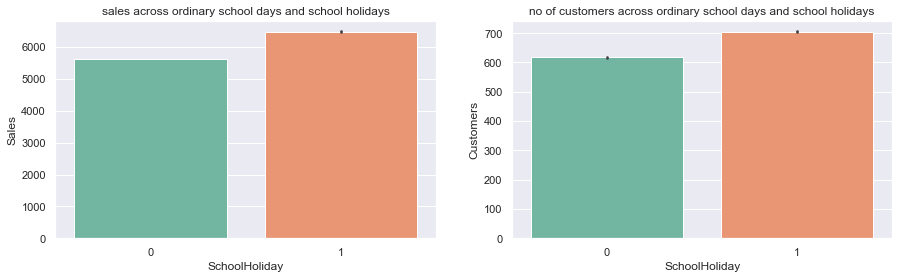 sales across ordinary school days and school holidays
6000
5000
4000
3000
2000
1000
0
Sales
0 1
SchoolHoliday
no of customers across ordinary school days and school holidays
700
600
500
400
300
200
100
0
Customers
0 1
SchoolHoliday